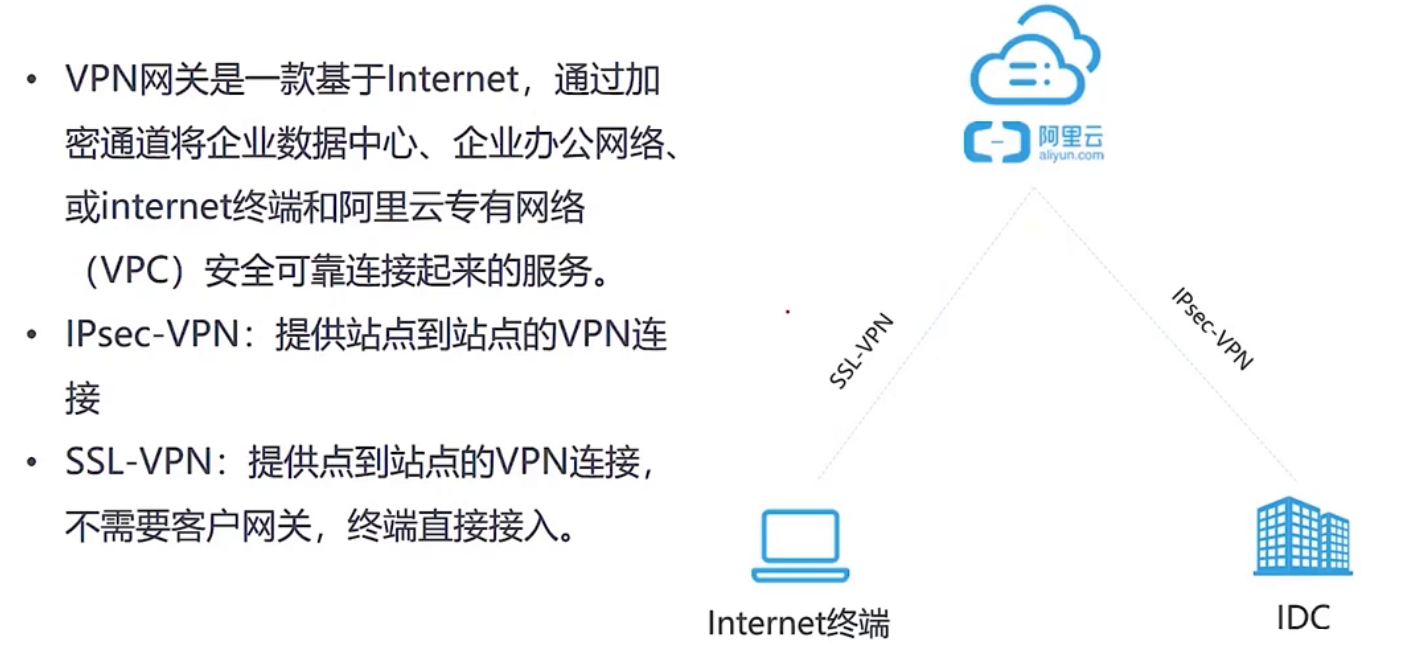 • VPN网关是一款基于Internet，通过加
密通道将企业数据中心、企业办公网络、
或internet终端和阿里云专有网络
（VPC）安全可靠连接起来的服务。
• IPsec-VPN：提供站点到站点的VPN连
接
• SSL-VPN：提供点到站点的VPN连接，
不需要客户网关，终端直接接入。
阿里云
aliyun.com
SSL-VPN
IPsec-VPN
Internet终端
IDC